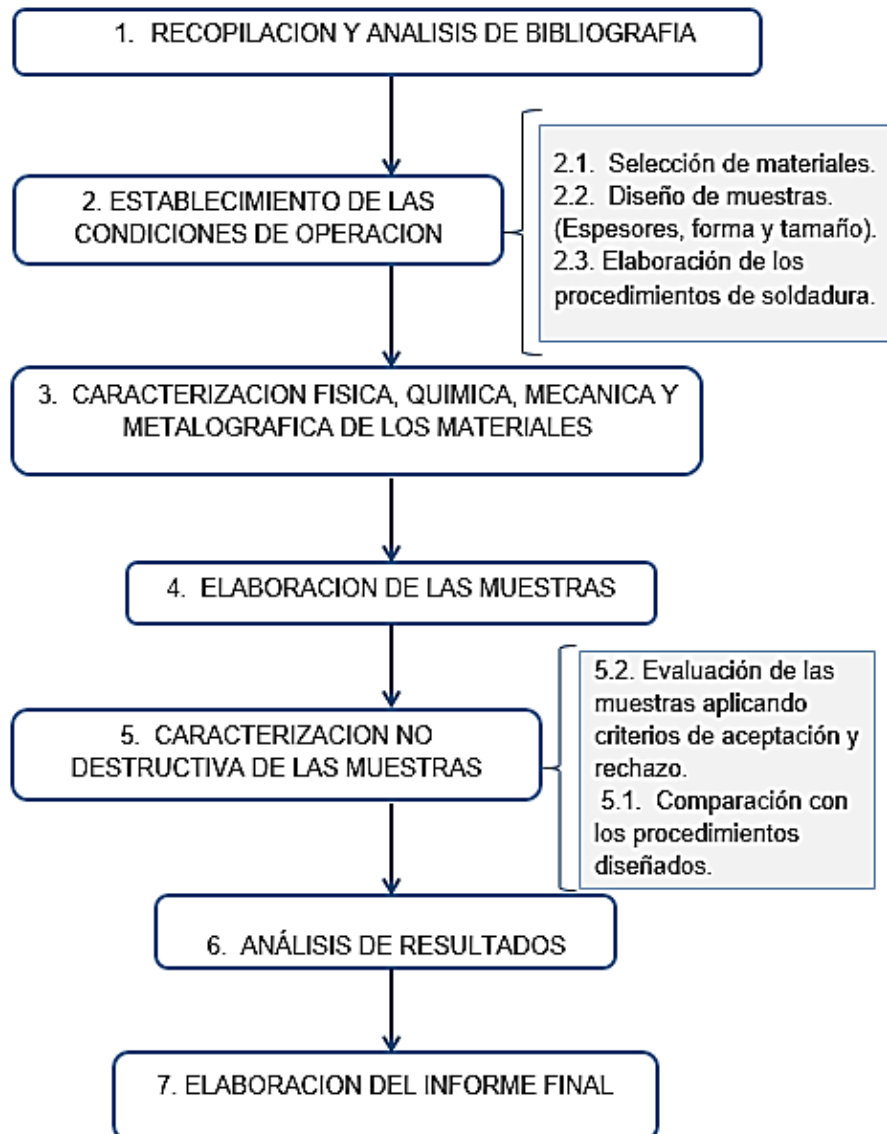 1. RECOPILACION Y ANALISIS DE BIBLIOGRAFIA
2. ESTABLECIMIENTO DE LAS
CONDICIONES DE OPERACION
2.1. Selección de materiales.
2.2. Diseño de muestras.
(Espesores, forma y tamaño).
2.3. Elaboración de los
procedimientos de soldadura.
3. CARACTERIZACION FISICA, QUIMICA, MECANICA Y
METALOGRAFICA DE LOS MATERIALES
4. ELABORACION DE LAS MUESTRAS
5. CARACTERIZACION NO
DESTRUCTIVA DE LAS MUESTRAS
5.2. Evaluación de las
muestras aplicando
criterios de aceptación y
rechazo.
5.1. Comparación con
los procedimientos
diseñados.
6. ANÁLISIS DE RESULTADOS
7. ELABORACION DEL INFORME FINAL